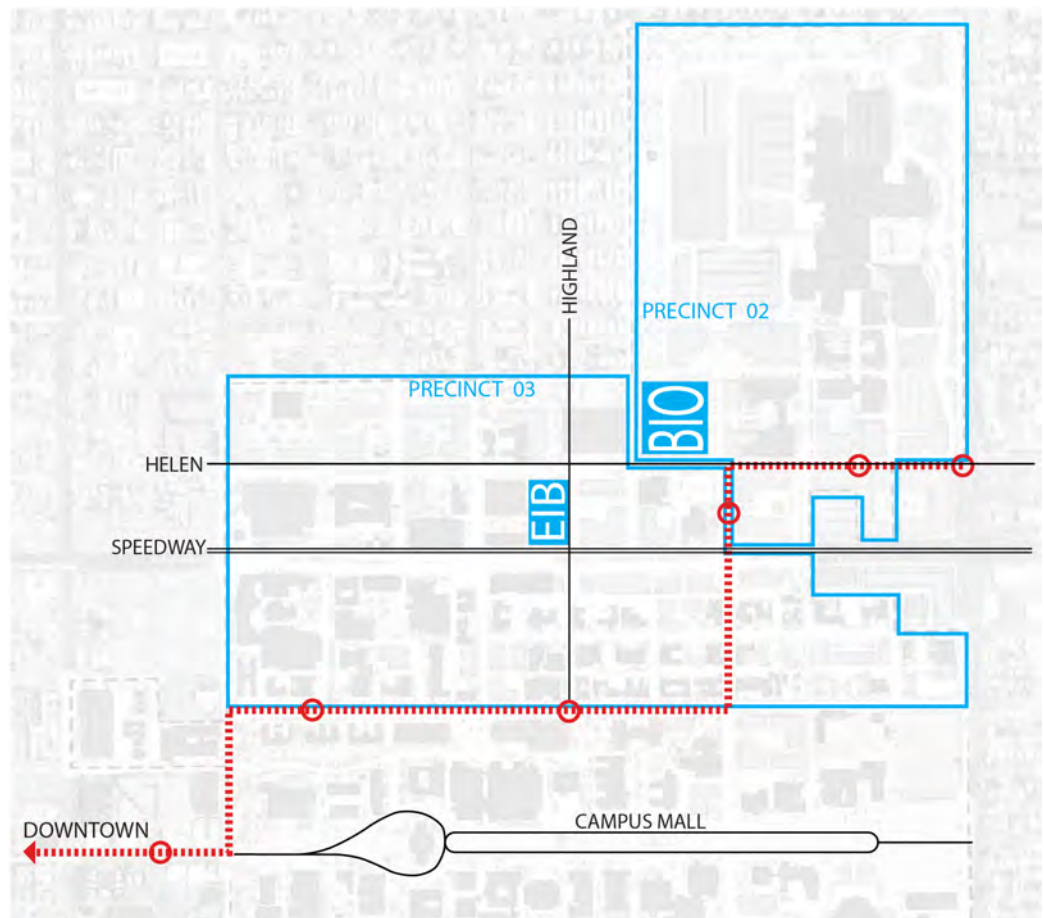 HIGHLAND
PRECINCT 02
PRECINCT 03
BIO
HELEN
EIB
SPEEDWAY
CAMPUS MALL
DOWNTOWN